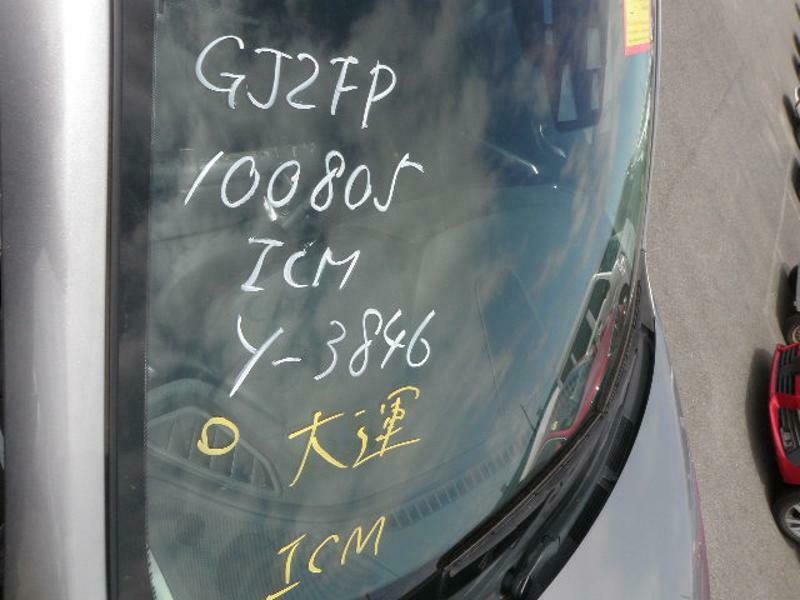 GJ2FP
100805
ICM
Y-3846
O 大運
ICM